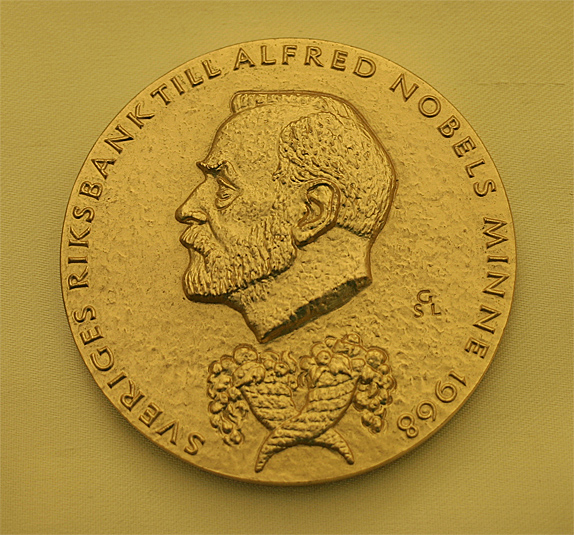 SVERIGES RIKSBANK TILL ALFRED NOBELS MINNE 1968
G
SL